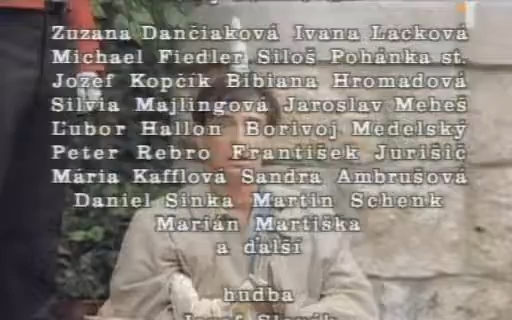 Zuzana Dančiaková Ivana Lacková
Michael Fiedler Siloš Pohánka st.
Jozef Kopčík Bibiana Hromadová
Silvia Majlingová Jaroslav Meheš
Ľubor Hallon Borivoj Medelský
Peter Rebro František Jurišič
Mária Kafflová Sandra Ambrušová
Daniel Sinka Martin Schenk
Marián Martiška
a ďalší
hudba
Jozef